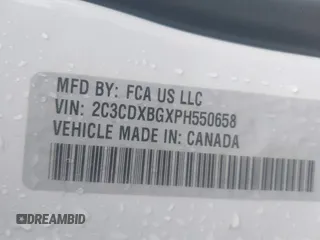 MFD BY: FCA US LLC
VIN: 2C3CDXBGXPH550658
VEHICLE MADE IN: CANADA
DREAMBID